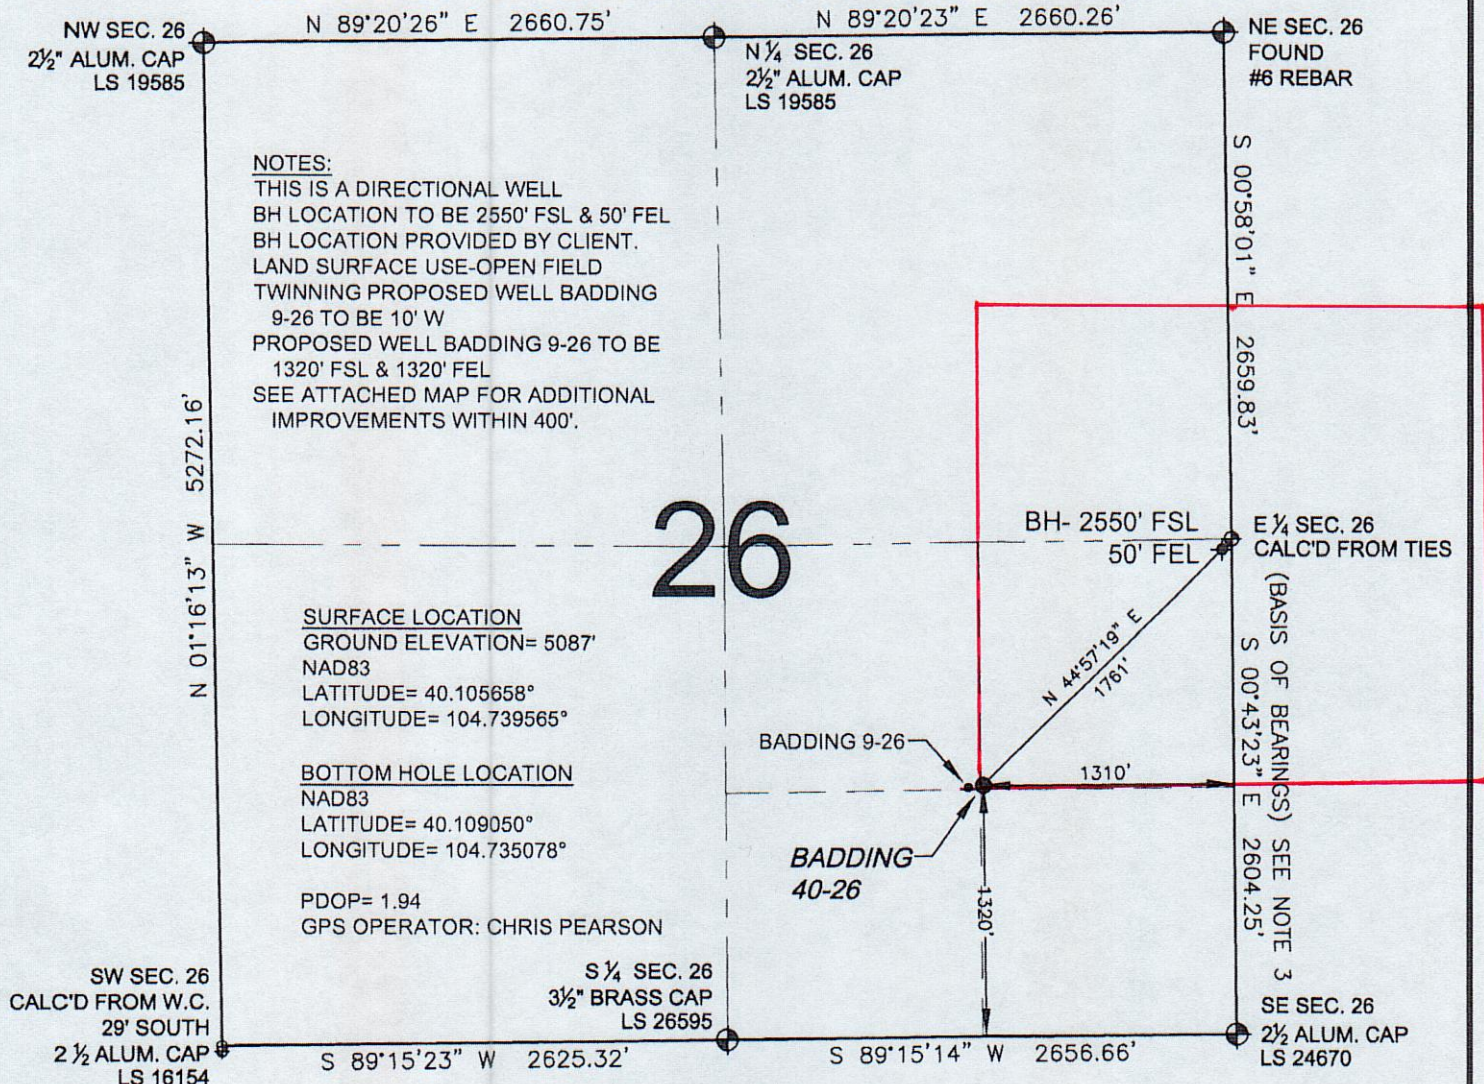 N 89°20'26" E 2660.75'
N 89°20'23" E 2660.26'
NW SEC. 26
2½" ALUM. CAP
LS 19585
N ¼ SEC. 26
2½" ALUM. CAP
LS 19585
NE SEC. 26
FOUND
#6 REBAR
NOTES:
THIS IS A DIRECTIONAL WELL
BH LOCATION TO BE 2550' FSL & 50' FEL
BH LOCATION PROVIDED BY CLIENT.
LAND SURFACE USE-OPEN FIELD
TWINNING PROPOSED WELL BADDING
9-26 TO BE 10' W
PROPOSED WELL BADDING 9-26 TO BE
1320' FSL & 1320' FEL
SEE ATTACHED MAP FOR ADDITIONAL
IMPROVEMENTS WITHIN 400'.
S 00°58'01" E 2659.83'
N 01°16'13" W 5272.16'
26
BH- 2550' FSL
50' FEL
E ¼ SEC. 26
CALC'D FROM TIES
SURFACE LOCATION
GROUND ELEVATION= 5087'
NAD83
LATITUDE= 40.105658°
LONGITUDE= 104.739565°
N 44°57'19" E
1761'
(BASIS OF BEARINGS) SEE NOTE 3
S 00°43'23" E 2604.25'
BADDING 9-26
1310'
BOTTOM HOLE LOCATION
NAD83
LATITUDE= 40.109050°
LONGITUDE= 104.735078°
BADDING
40-26
1320'
PDOP= 1.94
GPS OPERATOR: CHRIS PEARSON
SW SEC. 26
CALC'D FROM W.C.
29' SOUTH
2 ½ ALUM. CAP
LS 16154
S ¼ SEC. 26
3½" BRASS CAP
LS 26595
SE SEC. 26
2½ ALUM. CAP
LS 24670
S 89°15'23" W 2625.32'
S 89°15'14" W 2656.66'